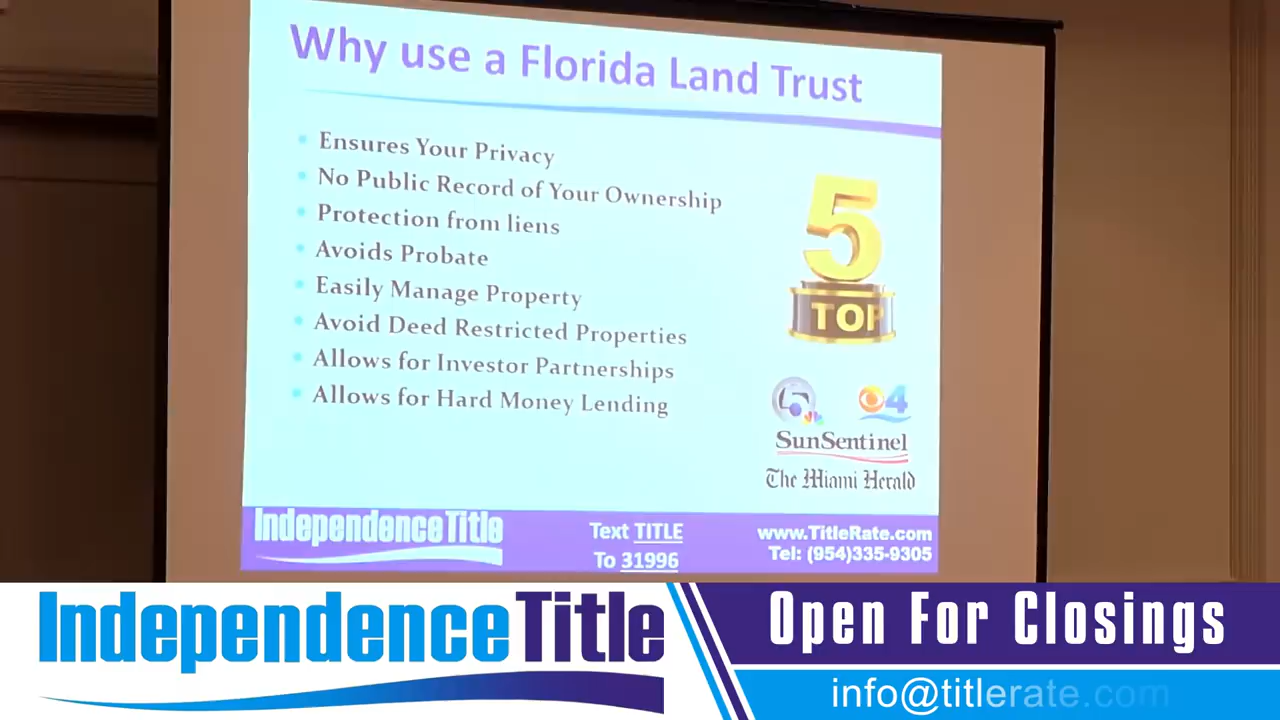 Why use a Florida Land Trust
Ensures Your Privacy
No Public Record of Your Ownership
Protection from liens
Avoids Probate
Easily Manage Property
Avoid Deed Restricted Properties
Allows for Investor Partnerships
Allows for Hard Money Lending
5
TOP
5
4
SunSentinel
The Miami Herald
IndependenceTitle
Text TITLE
To 31996
www.TitleRate.com
Tel: (954)335-9305
IndependenceTitle
Open For Closings
info@titlerate.com